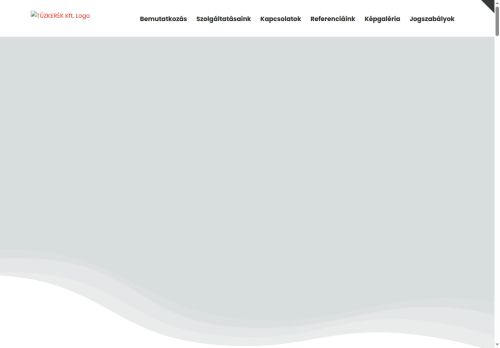 TŰZKERÉK Kft. Logo
Bemutatkozás Szolgáltatásaink Kapcsolatok Referenciáink Képgaléria Jogszabályok